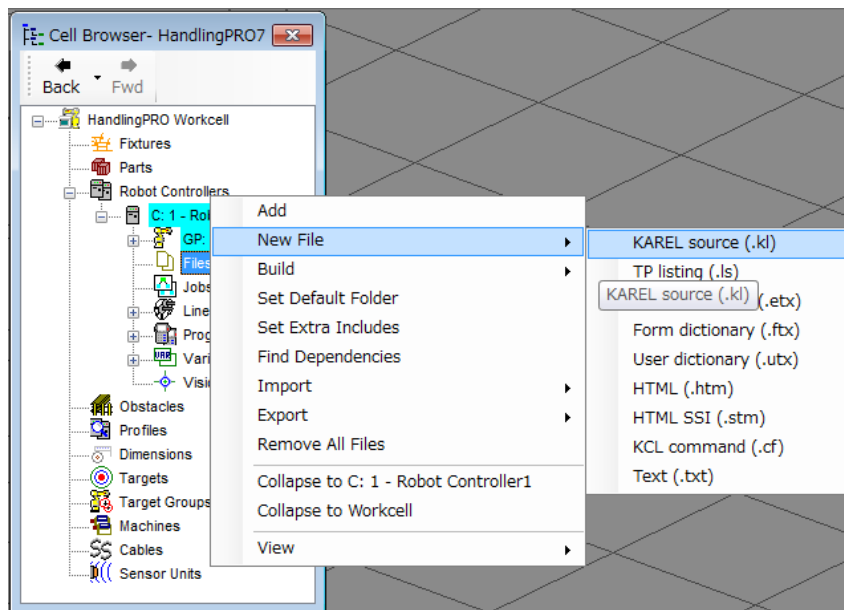 Cell Browser- HandlingPRO7
Back
Fwd
HandlingPRO Workcell
Fixtures
Parts
Robot Controllers
C: 1 - Rob
GP:
Files
Jobs
Line
Prog
Vari
Visi
Obstacles
Profiles
Dimensions
Targets
Target Groups
Machines
Cables
Sensor Units
Add
New File
Build
Set Default Folder
Set Extra Includes
Find Dependencies
Import
Export
Remove All Files
Collapse to C: 1 - Robot Controller1
Collapse to Workcell
View
KAREL source (.kl)
TP listing (.ls)
(.etx)
KAREL source (.kl)
Form dictionary (.ftx)
User dictionary (.utx)
HTML (.htm)
HTML SSI (.stm)
KCL command (.cf)
Text (.txt)